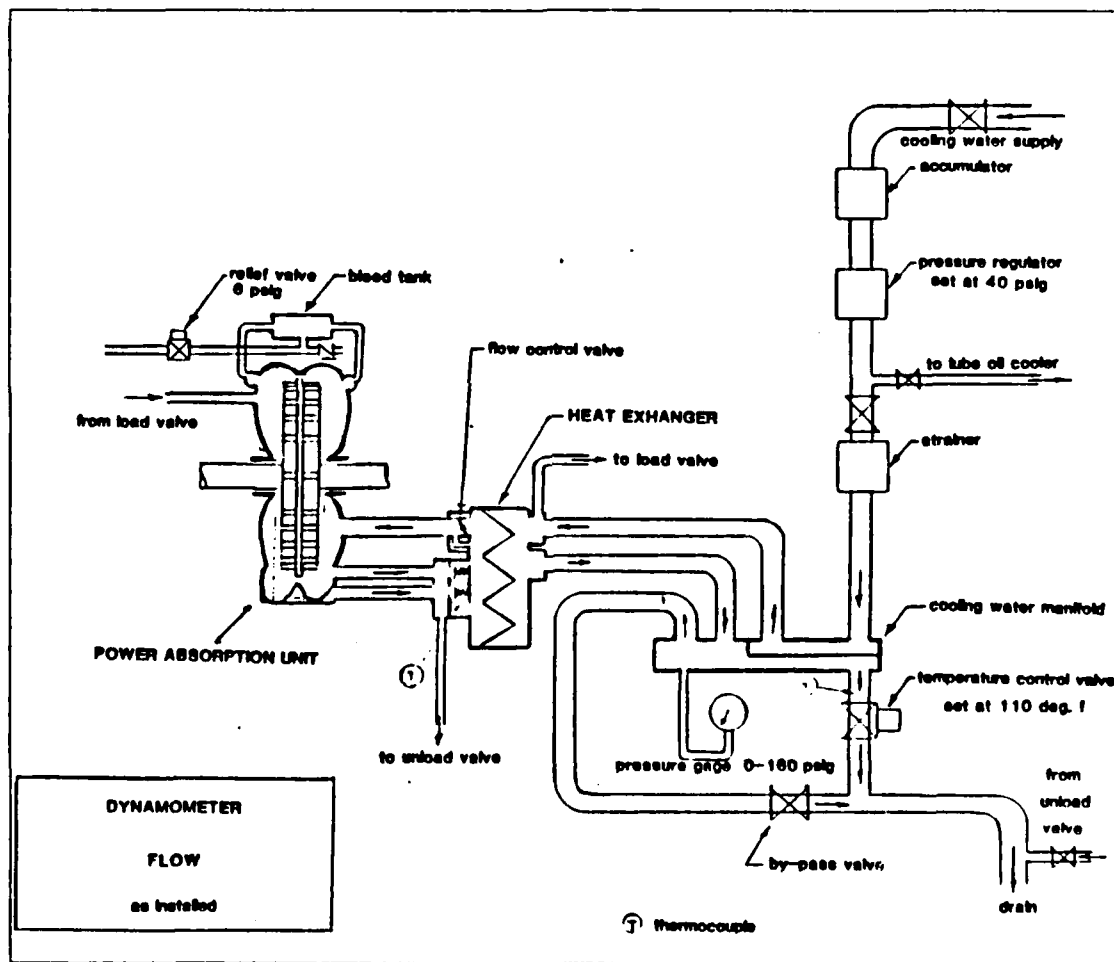 cooling water supply
accumulator
pressure regulator
set at 40 psig
relief valve
6 psig
bleed tank
flow control valve
to lube oil cooler
from load valve
HEAT EXHANGER
strainer
to load valve
cooling water manifold
POWER ABSORPTION UNIT
T
temperature control valve
set at 110 deg. f
to unload valve
pressure gage 0-160 psig
from
unload
valve
DYNAMOMETER
FLOW
as installed
by-pass valve
drain
T thermocouple